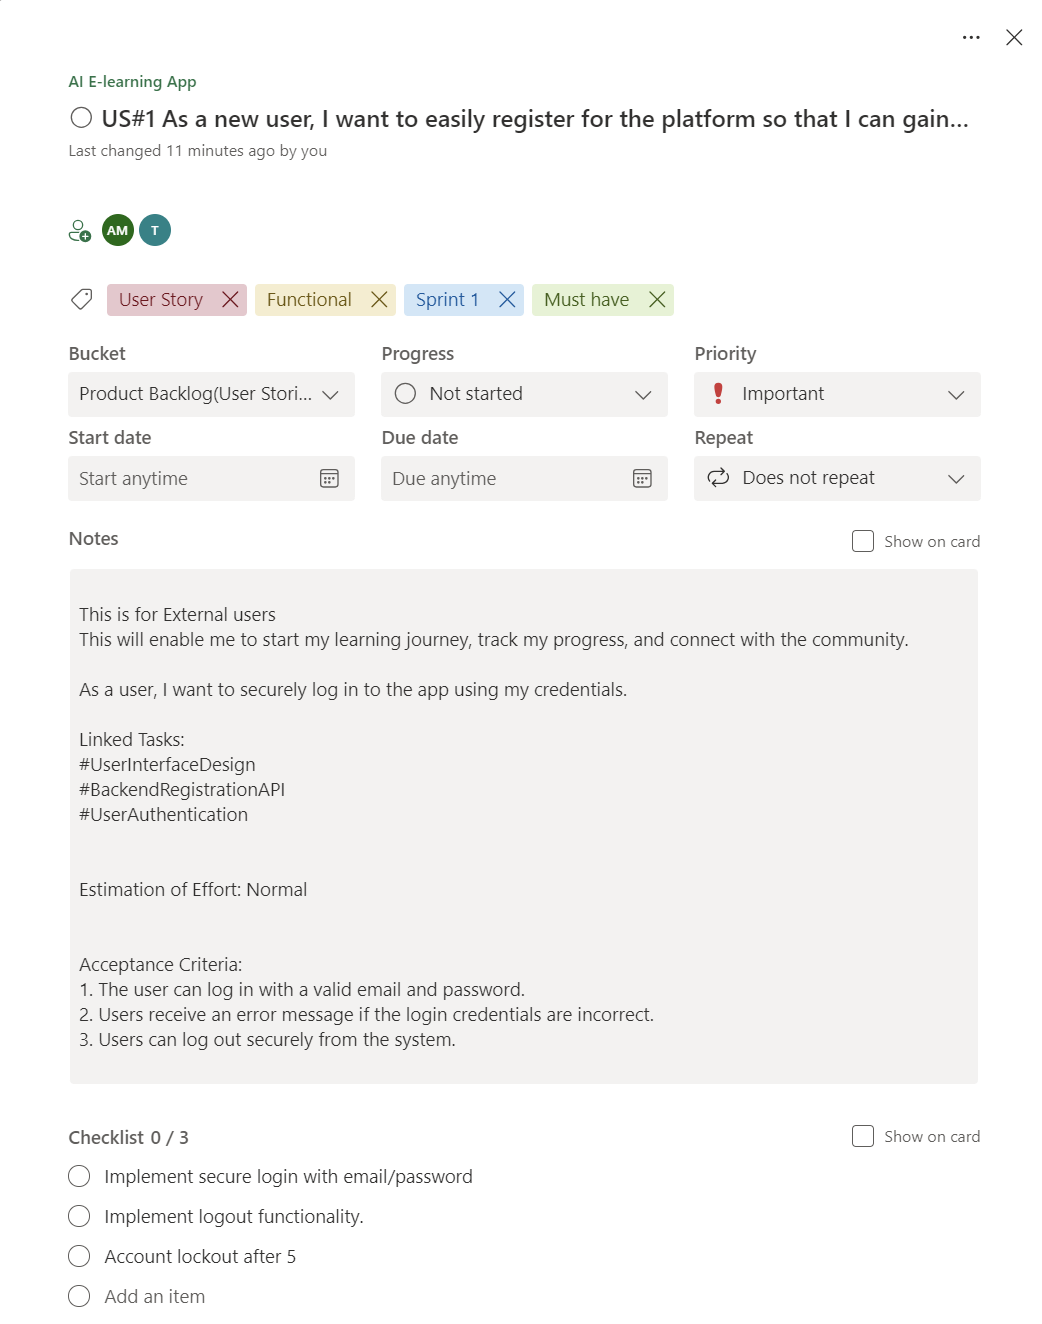 AI E-learning App
US#1 As a new user, I want to easily register for the platform so that I can gain...
Last changed 11 minutes ago by you
AM T
User Story Functional Sprint 1 Must have
Bucket Progress Priority
Product Backlog(User Stori... Not started Important
Start date Due date Repeat
Start anytime Due anytime Does not repeat
Notes Show on card
This is for External users
This will enable me to start my learning journey, track my progress, and connect with the community.
As a user, I want to securely log in to the app using my credentials.
Linked Tasks:
#UserInterfaceDesign
#BackendRegistrationAPI
#UserAuthentication
Estimation of Effort: Normal
Acceptance Criteria:
1. The user can log in with a valid email and password.
2. Users receive an error message if the login credentials are incorrect.
3. Users can log out securely from the system.
Checklist 0 / 3 Show on card
Implement secure login with email/password
Implement logout functionality.
Account lockout after 5
Add an item